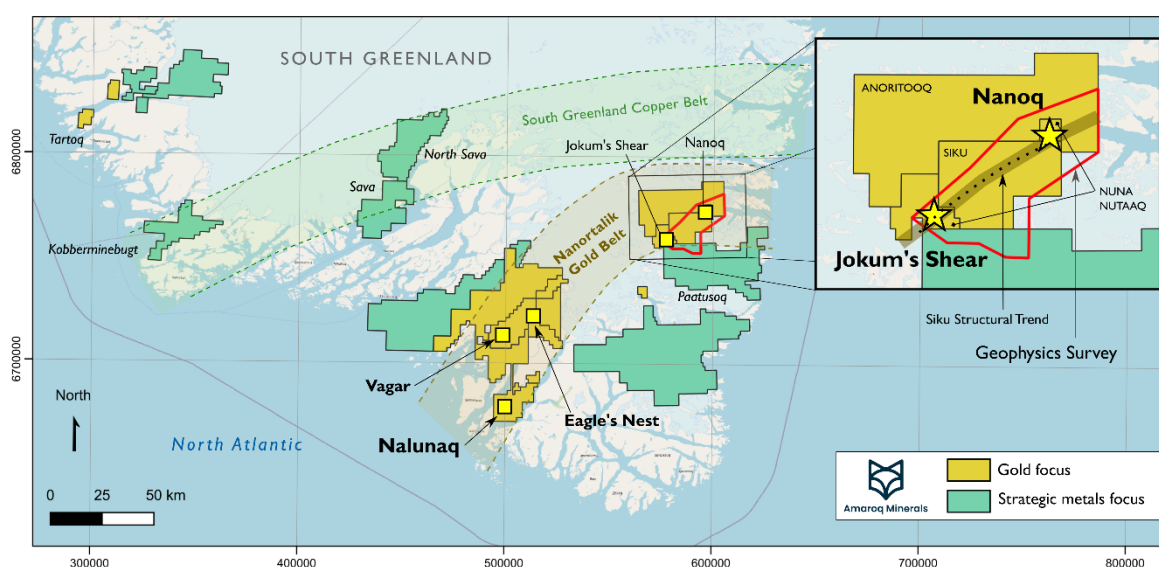 SOUTH GREENLAND
South Greenland Copper Belt
Tartoq
North Sava
Sava
Kobberminebugt
Jokum's Shear
Nanoq
Nanortalik
Gold Belt
Paatusoq
Vagar
Eagle's Nest
Nalunaq
North
North Atlantic
0 25 50 km
6800000
6700000
300000
400000
500000
600000
700000
800000
ANORITOOQ
Nanoq
SIKU
NUNA
NUTAAQ
Jokum's Shear
Siku Structural Trend
Geophysics Survey
Amaroq Minerals
Gold focus
Strategic metals focus